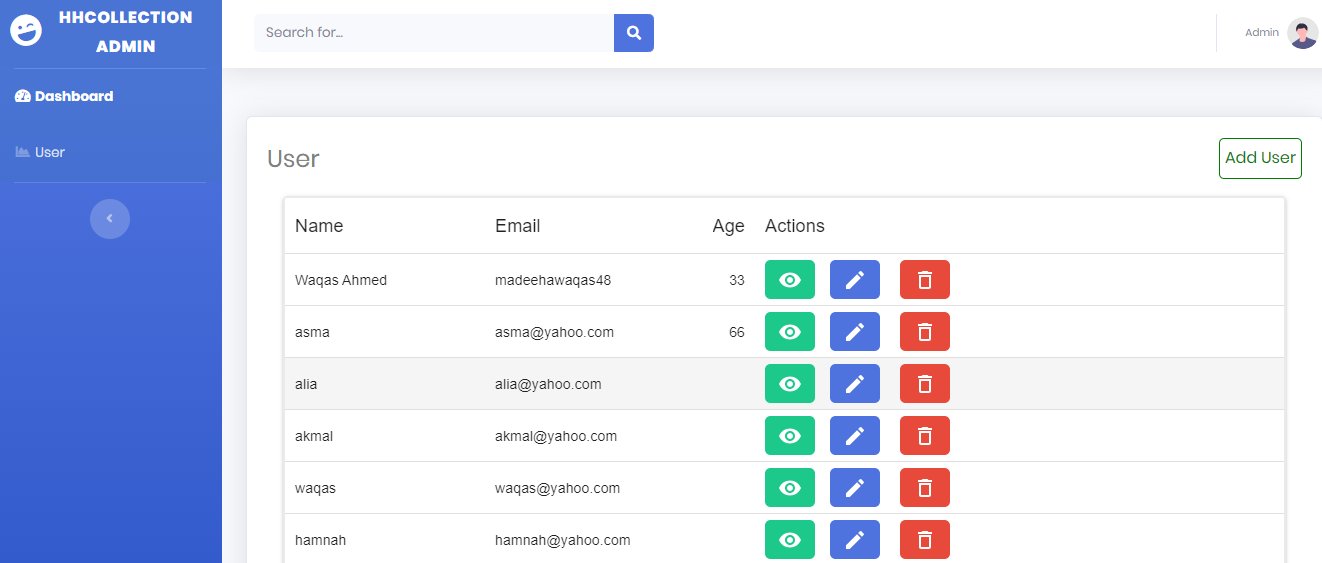 HHCOLLECTION
ADMIN
Search for...
Admin
Dashboard
User
User
Add User
Name Email Age Actions
Waqas Ahmed madeehawaqas48 33
asma asma@yahoo.com 66
alia alia@yahoo.com
akmal akmal@yahoo.com
waqas waqas@yahoo.com
hamnah hamnah@yahoo.com